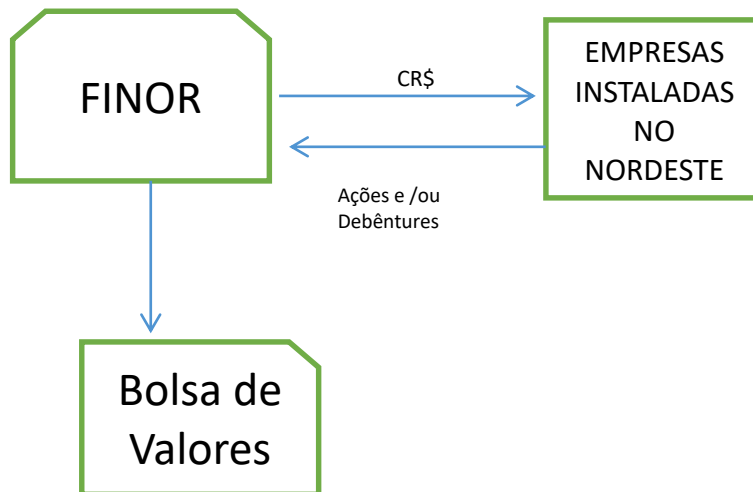 FINOR
CR$
EMPRESAS
INSTALADAS
NO
NORDESTE
Ações e /ou
Debêntures
Bolsa de
Valores